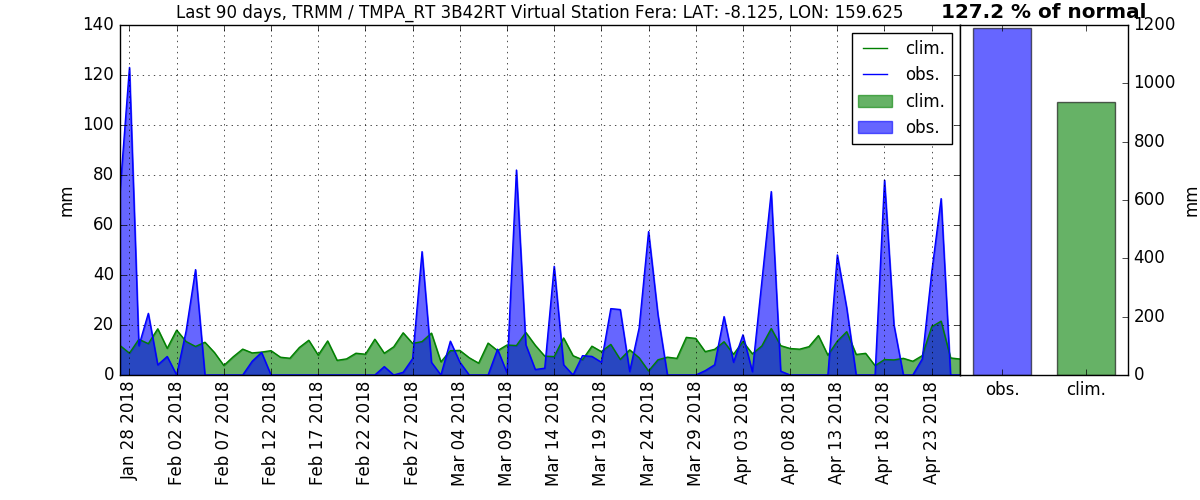 Last 90 days, TRMM / TMPA_RT 3B42RT Virtual Station Fera: LAT: -8.125, LON: 159.625
127.2 % of normal
140
120
100
80
60
40
20
0
mm
clim.
obs.
clim.
obs.
Jan 28 2018
Feb 02 2018
Feb 07 2018
Feb 12 2018
Feb 17 2018
Feb 22 2018
Feb 27 2018
Mar 04 2018
Mar 09 2018
Mar 14 2018
Mar 19 2018
Mar 24 2018
Mar 29 2018
Apr 03 2018
Apr 08 2018
Apr 13 2018
Apr 18 2018
Apr 23 2018
1200
1000
800
600
400
200
0
mm
obs.
clim.